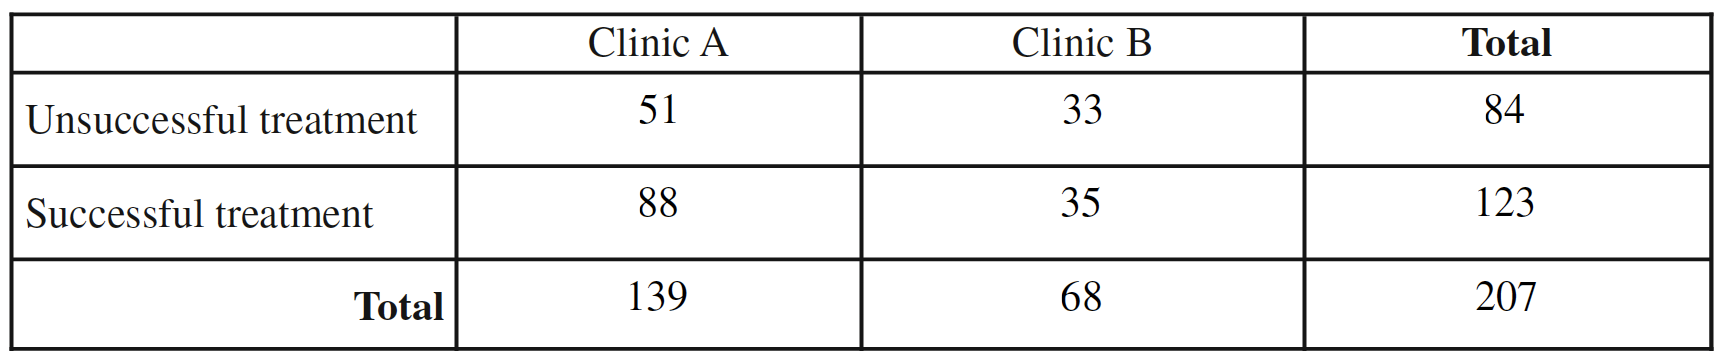 Clinic A Clinic B Total
Unsuccessful treatment 51 33 84
Successful treatment 88 35 123
Total 139 68 207